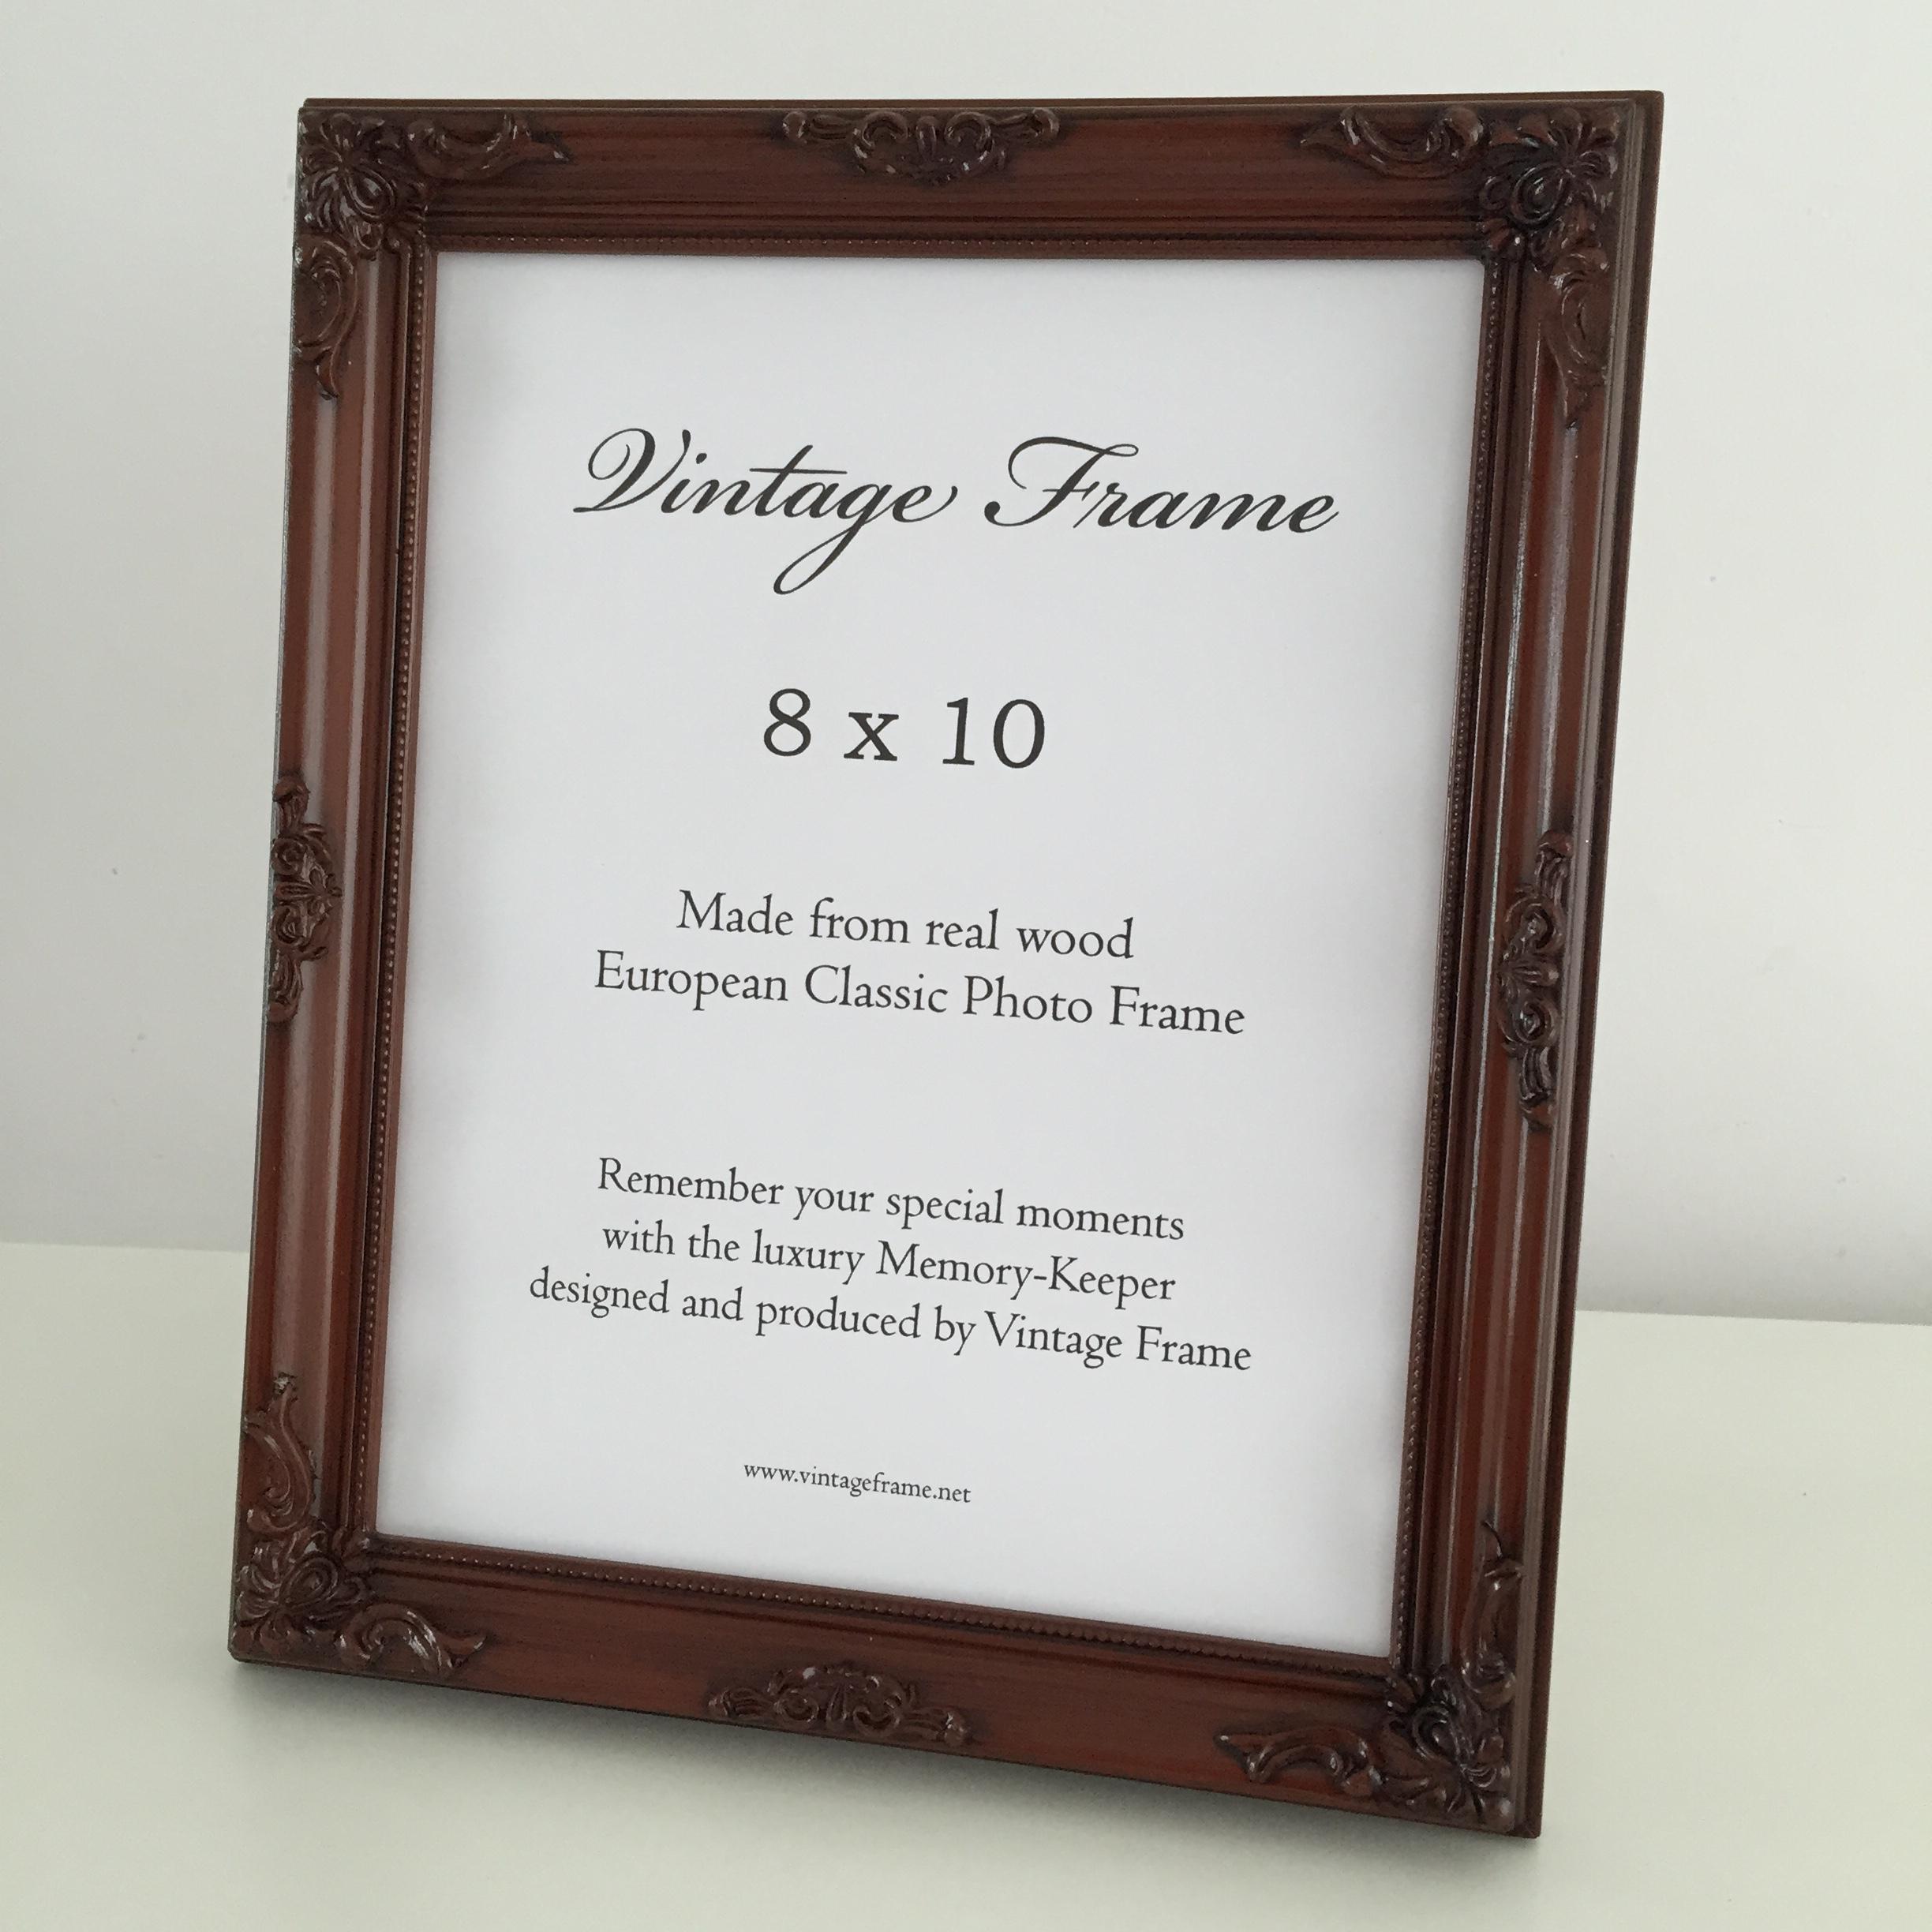 Vintage Frame
8 x 10
Made from real wood
European Classic Photo Frame
Remember your special moments
with the luxury Memory-Keeper
designed and produced by Vintage Frame
www.vintageframe.net